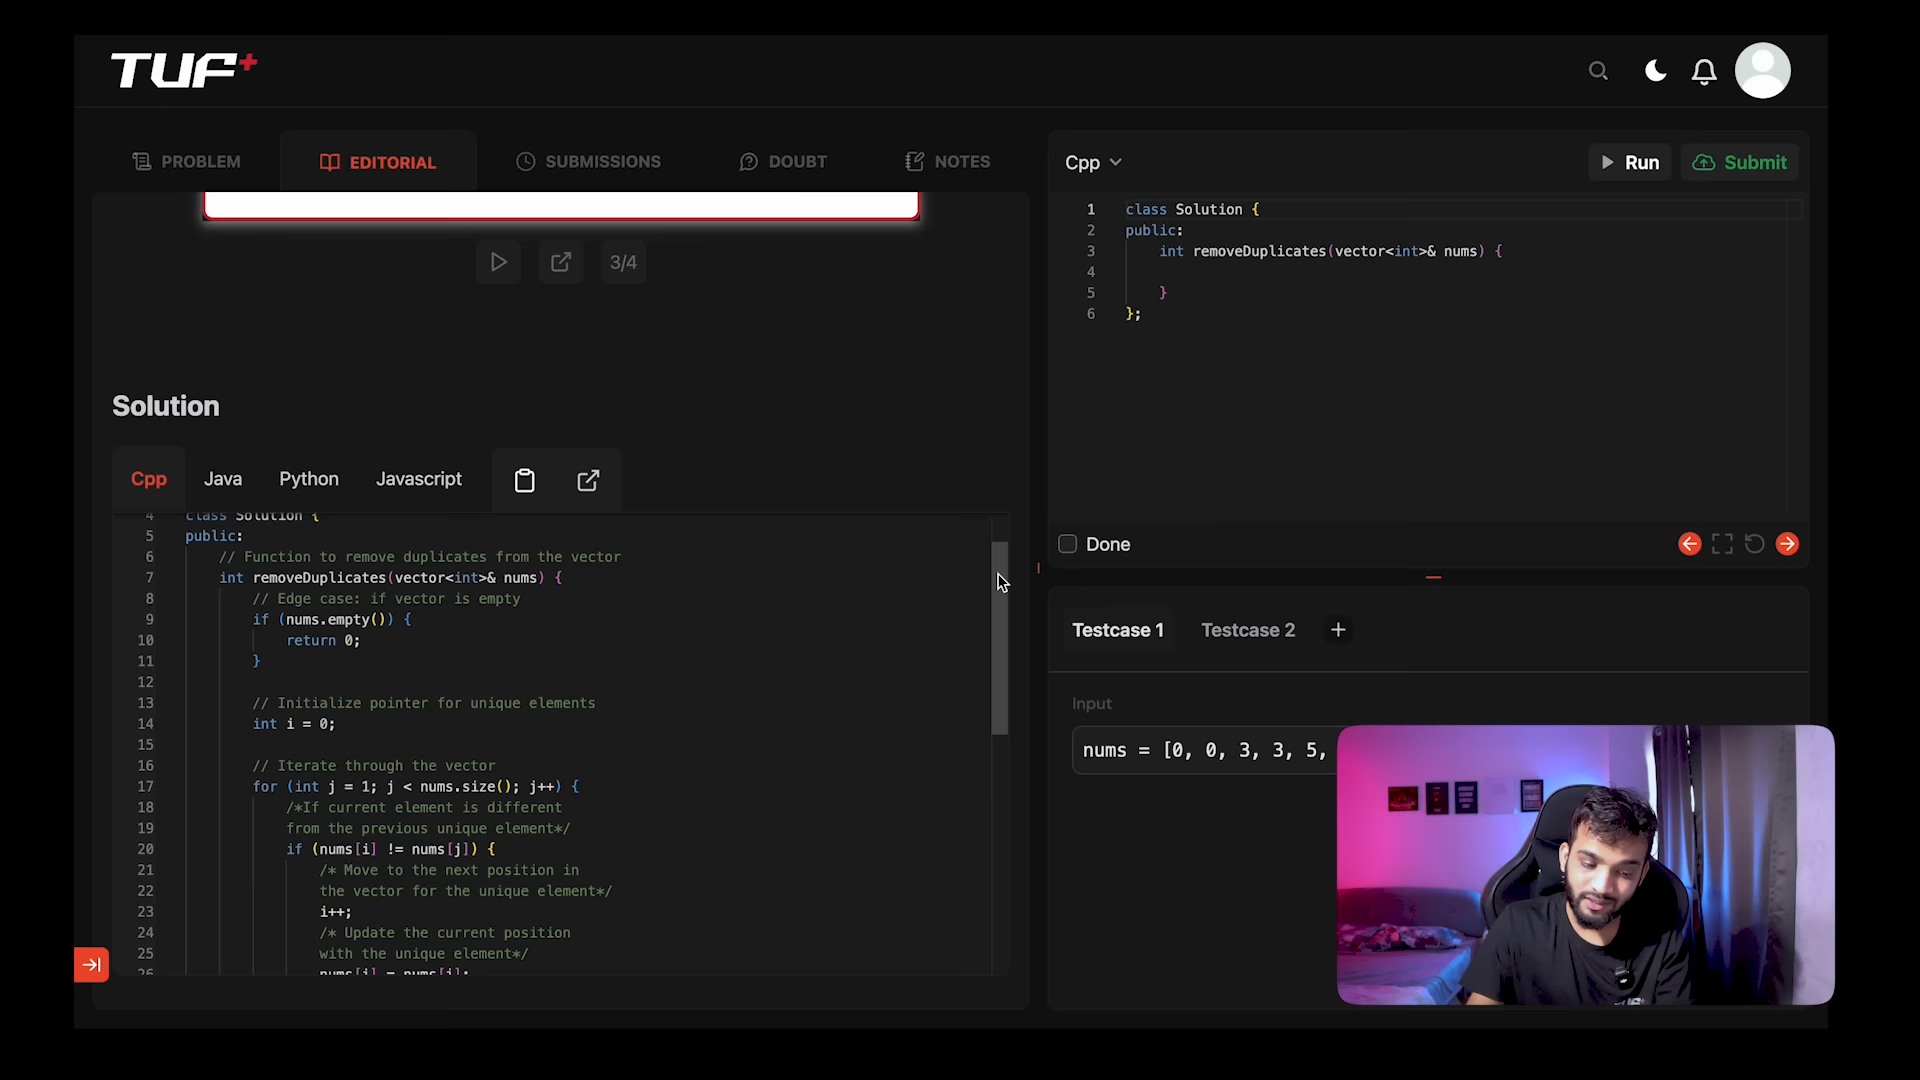 TUF+
PROBLEM
EDITORIAL
SUBMISSIONS
DOUBT
NOTES
3/4
Solution
Cpp
Java
Python
Javascript
4 class Solution {
5 public:
6 // Function to remove duplicates from the vector
7 int removeDuplicates(vector<int>& nums) {
8 // Edge case: if vector is empty
9 if (nums.empty()) {
10 return 0;
11 }
12
13 // Initialize pointer for unique elements
14 int i = 0;
15
16 // Iterate through the vector
17 for (int j = 1; j < nums.size(); j++) {
18 /*If current element is different
19 from the previous unique element*/
20 if (nums[i] != nums[j]) {
21 /* Move to the next position in
22 the vector for the unique element*/
23 i++;
24 /* Update the current position
25 with the unique element*/
26 nums[i] = nums[j];
Cpp
Run
Submit
1 class Solution {
2 public:
3 int removeDuplicates(vector<int>& nums) {
4
5 }
6 };
Done
Testcase 1
Testcase 2
+
Input
nums = [0, 0, 3, 3, 5,